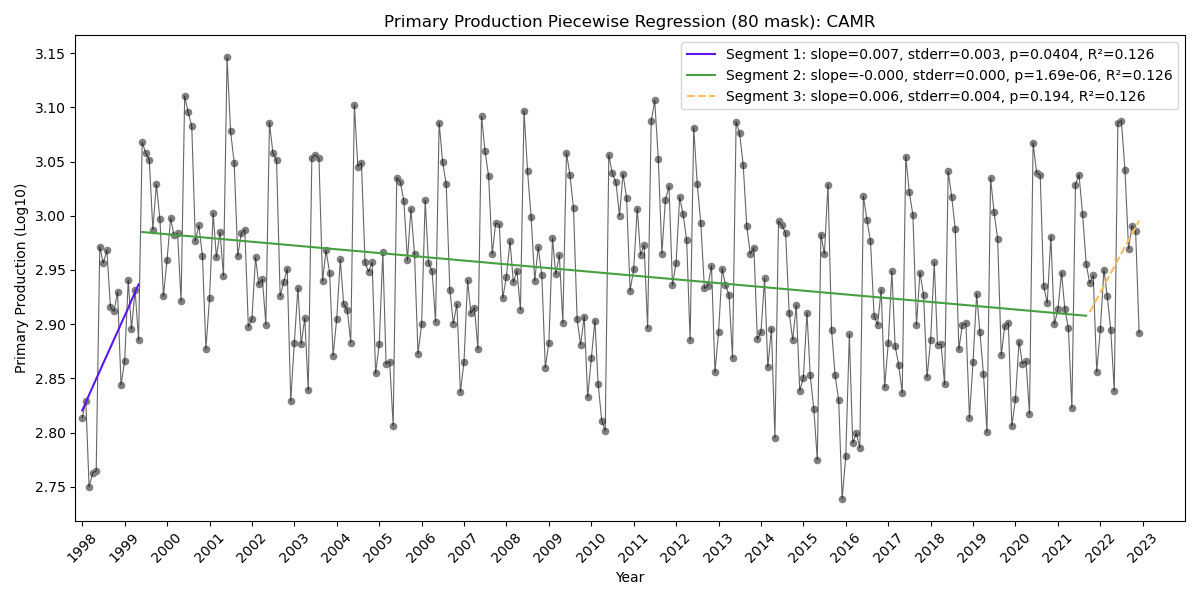 Primary Production Piecewise Regression (80 mask): CAMR
Segment 1: slope=0.007, stderr=0.003, p=0.0404, R²=0.126
Segment 2: slope=-0.000, stderr=0.000, p=1.69e-06, R²=0.126
Segment 3: slope=0.006, stderr=0.004, p=0.194, R²=0.126
Primary Production (Log10)
3.15
3.10
3.05
3.00
2.95
2.90
2.85
2.80
2.75
1998 1999 2000 2001 2002 2003 2004 2005 2006 2007 2008 2009 2010 2011 2012 2013 2014 2015 2016 2017 2018 2019 2020 2021 2022 2023
Year